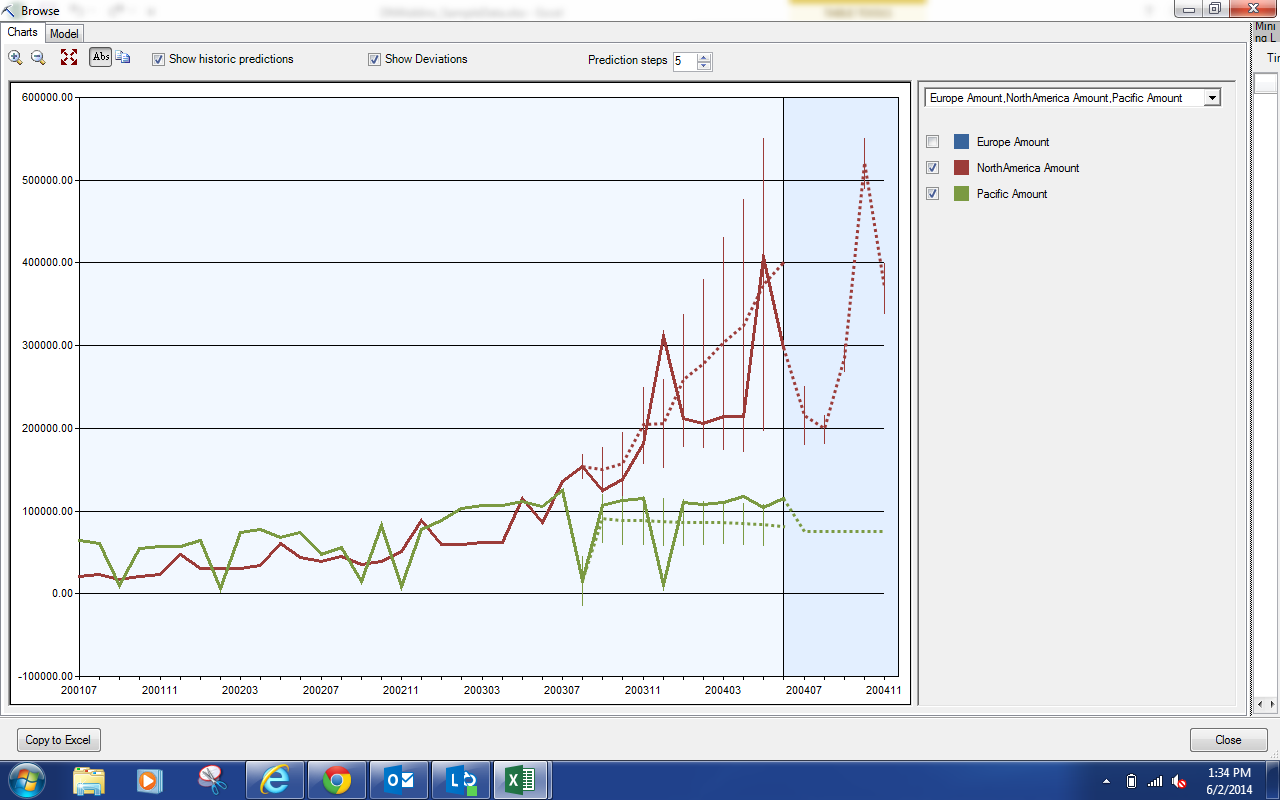 Browse
Charts Model
Mini
ng L
Abs Show historic predictions Show Deviations Prediction steps 5
Europe Amount,NorthAmerica Amount,Pacific Amount
Europe Amount
NorthAmerica Amount
Pacific Amount
600000.00
500000.00
400000.00
300000.00
200000.00
100000.00
0.00
-100000.00
200107 200111 200203 200207 200211 200303 200307 200311 200403 200407 200411
Copy to Excel Close
1:34 PM
6/2/2014